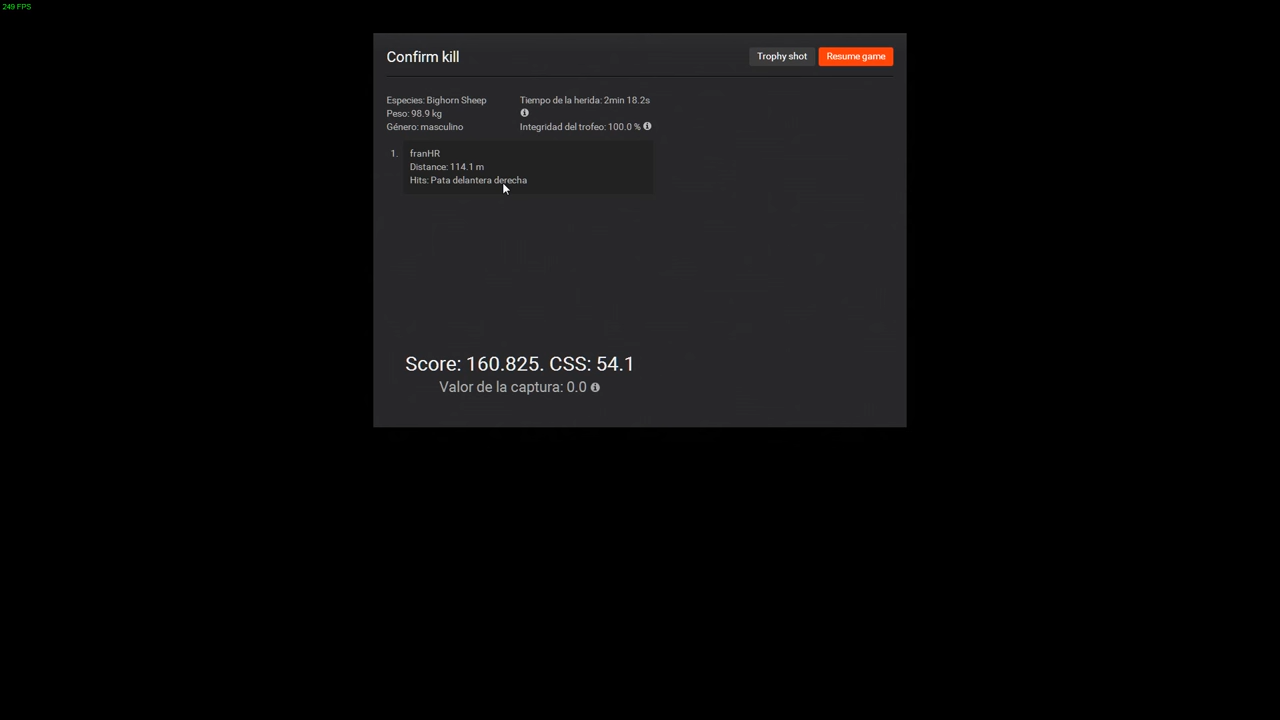 249 FPS
Confirm kill
Trophy shot
Resume game
Especies: Bighorn Sheep
Peso: 98.9 kg
Género: masculino
Tiempo de la herida: 2min 18.2s
Integridad del trofeo: 100.0 %
1.
franHR
Distance: 114.1 m
Hits: Pata delantera derecha
Score: 160.825. CSS: 54.1
Valor de la captura: 0.0